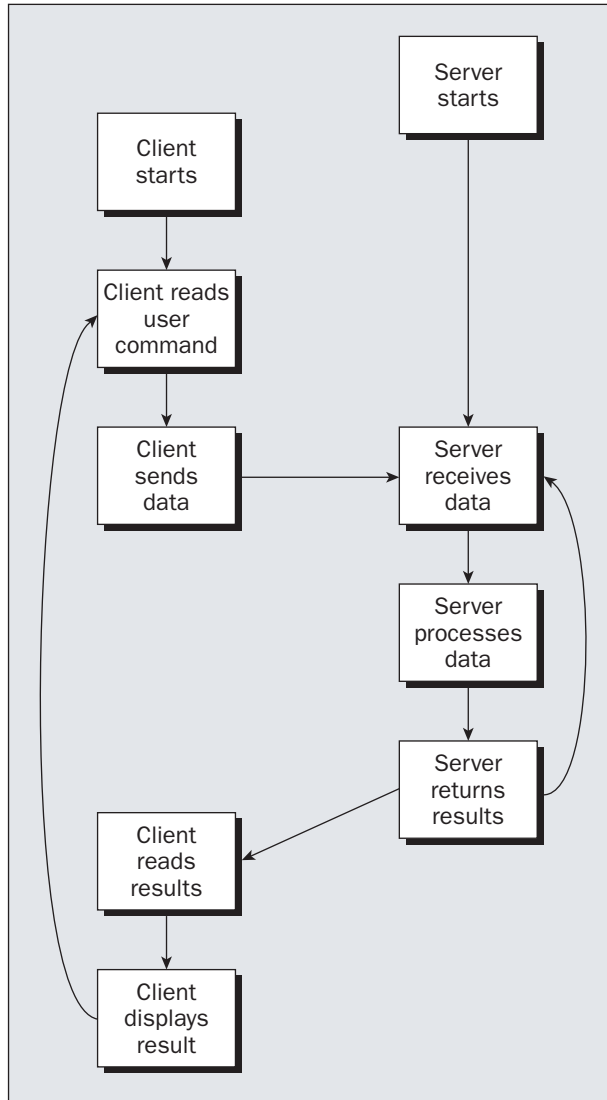 Server
starts
Client
starts
Client reads
user
command
Client
sends
data
Server
receives
data
Server
processes
data
Server
returns
results
Client
reads
results
Client
displays
result